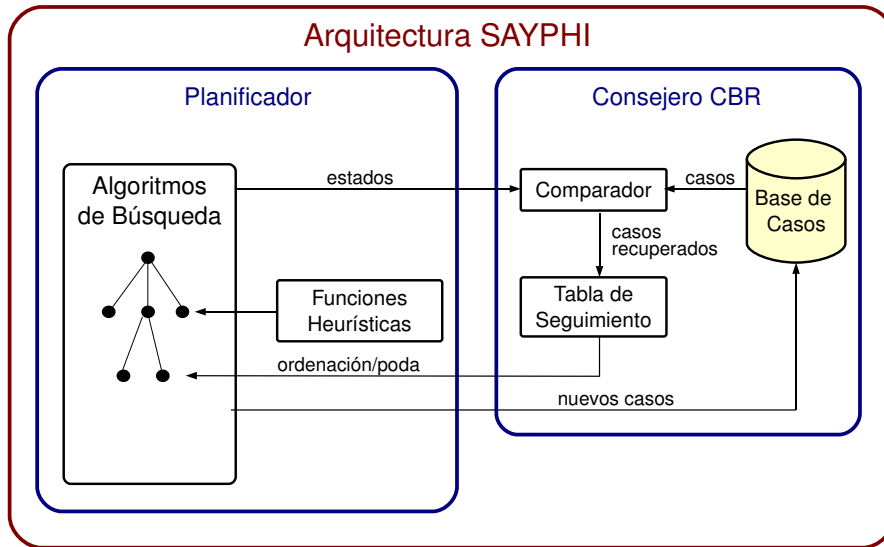 Arquitectura SAYPHI
Planificador
Consejero CBR
Algoritmos
de Búsqueda
estados
Comparador
casos
Base de
Casos
casos
recuperados
Funciones
Heurísticas
Tabla de
Seguimiento
ordenación/poda
nuevos casos